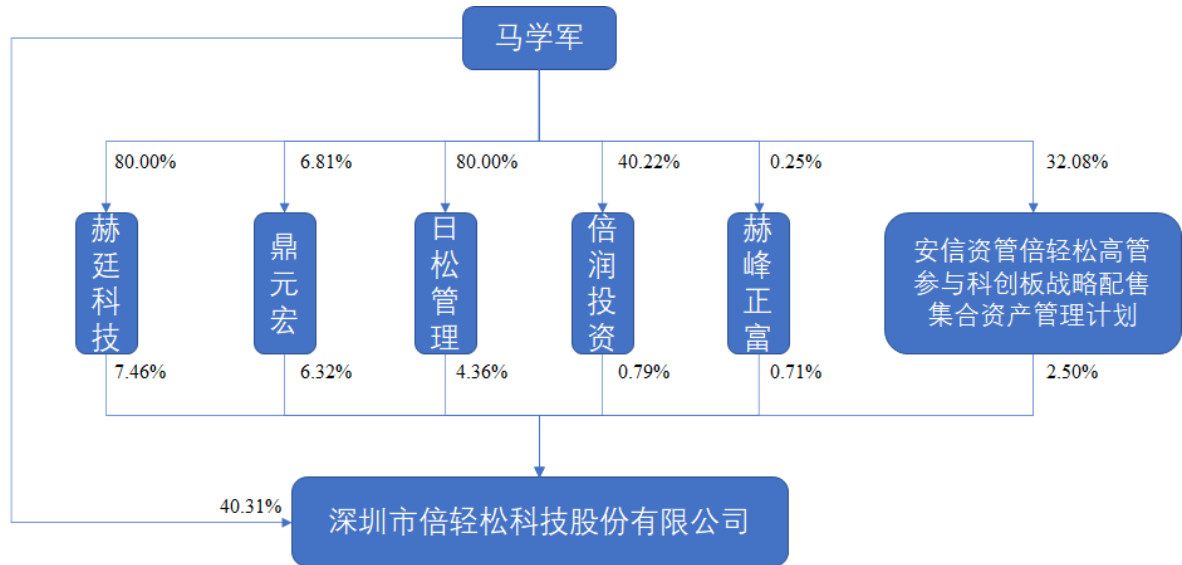 马学军
80.00%
6.81%
80.00%
40.22%
0.25%
32.08%
赫廷科技
鼎元宏
日松管理
倍润投资
赫峰正富
安信资管倍轻松高管
参与科创板战略配售
集合资产管理计划
7.46%
6.32%
4.36%
0.79%
0.71%
2.50%
40.31%
深圳市倍轻松科技股份有限公司